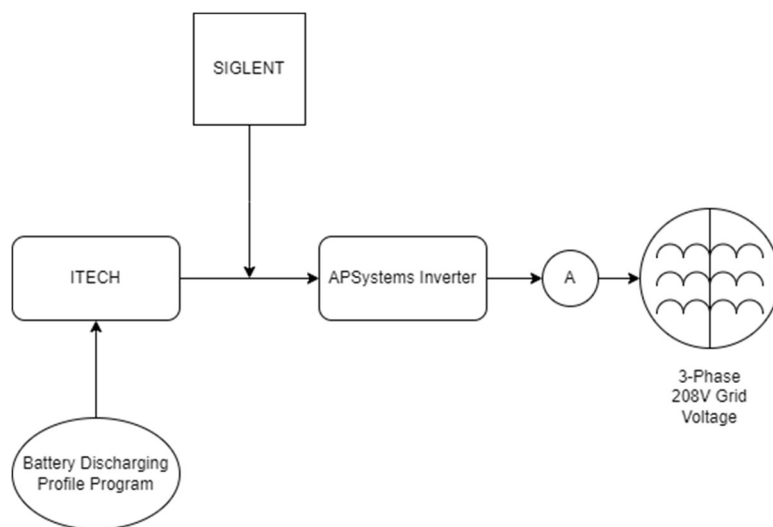 SIGLENT
ITECH
APSystems Inverter
A
3-Phase
208V Grid
Voltage
Battery Discharging
Profile Program